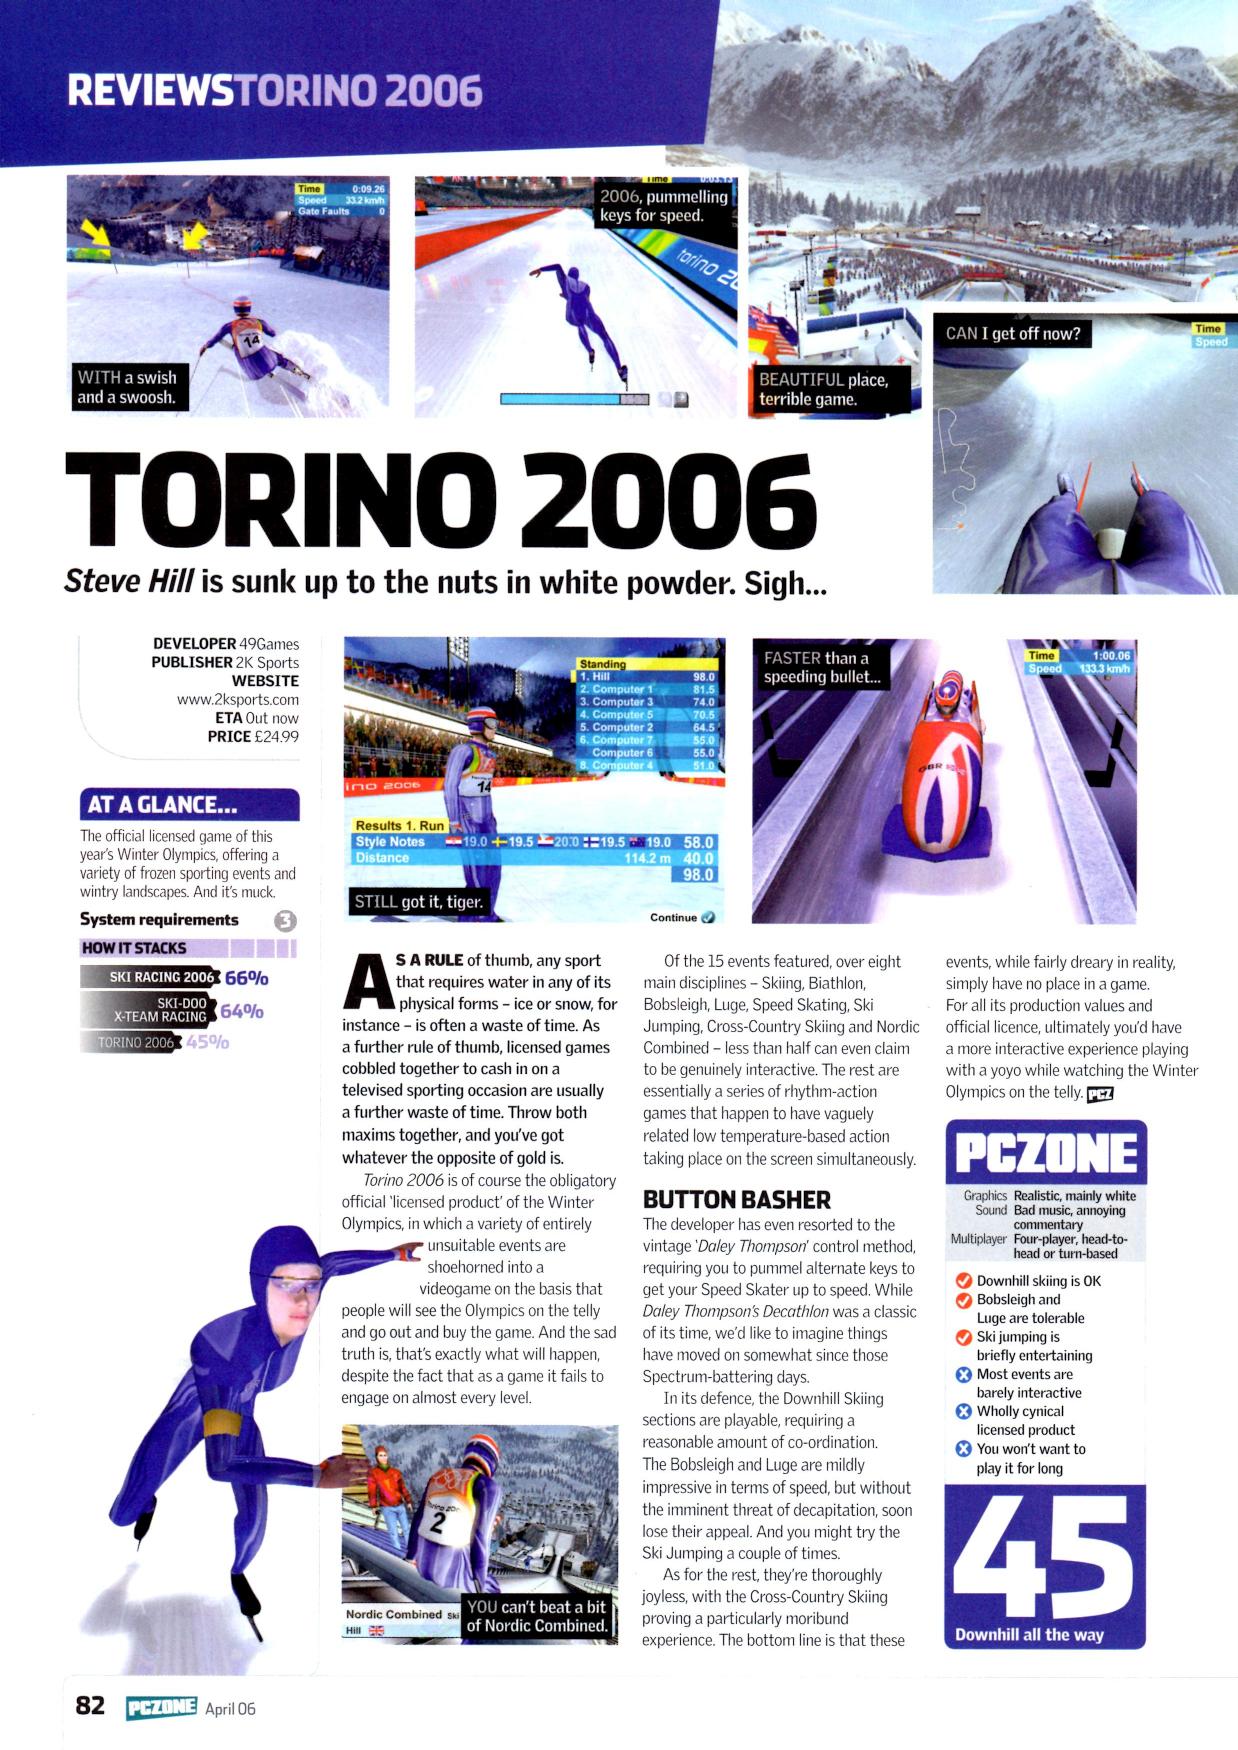 REVIEWSTORINO 2006
Time 0:09.26
Speed 33.2 km/h
Gate Faults 0
14
WITH a swish
and a swoosh.
Time 0:03.13
2006, pummelling
keys for speed.
torino 20
BEAUTIFUL place,
terrible game.
CAN I get off now?
Time
Speed
TORINO 2006
Steve Hill is sunk up to the nuts in white powder. Sigh...
DEVELOPER 49Games
PUBLISHER 2K Sports
WEBSITE
www.2ksports.com
ETA Out now
PRICE £24.99
AT A GLANCE...
The official licensed game of this
year's Winter Olympics, offering a
variety of frozen sporting events and
wintry landscapes. And it's muck.
System requirements 3
HOW IT STACKS
SKI RACING 2006 66%
SKI-DOO
X-TEAM RACING 64%
TORINO 2006 45%
Standing
1. Hill 98.0
2. Computer 1 81.5
3. Computer 3 74.0
4. Computer 5 70.5
5. Computer 2 64.5
6. Computer 7 55.0
Computer 6 55.0
8. Computer 4 51.0
ino 2006
14
Results 1. Run
Style Notes 19.0 19.5 20.0 19.5 19.0 58.0
Distance 114.2 m 40.0
98.0
STILL got it, tiger.
Continue
FASTER than a
speeding bullet...
Time 1:00.06
Speed 133.3 km/h
GBR
AS A RULE of thumb, any sport
that requires water in any of its
physical forms – ice or snow, for
instance – is often a waste of time. As
a further rule of thumb, licensed games
cobbled together to cash in on a
televised sporting occasion are usually
a further waste of time. Throw both
maxims together, and you've got
whatever the opposite of gold is.
Torino 2006 is of course the obligatory
official 'licensed product' of the Winter
Olympics, in which a variety of entirely
unsuitable events are
shoehorned into a
videogame on the basis that
people will see the Olympics on the telly
and go out and buy the game. And the sad
truth is, that's exactly what will happen,
despite the fact that as a game it fails to
engage on almost every level.
Torino 200
2
Nordic Combined Ski
Hill
YOU can't beat a bit
of Nordic Combined.
Of the 15 events featured, over eight
main disciplines – Skiing, Biathlon,
Bobsleigh, Luge, Speed Skating, Ski
Jumping, Cross-Country Skiing and Nordic
Combined – less than half can even claim
to be genuinely interactive. The rest are
essentially a series of rhythm-action
games that happen to have vaguely
related low temperature-based action
taking place on the screen simultaneously.
BUTTON BASHER
The developer has even resorted to the
vintage 'Daley Thompson' control method,
requiring you to pummel alternate keys to
get your Speed Skater up to speed. While
Daley Thompson's Decathlon was a classic
of its time, we'd like to imagine things
have moved on somewhat since those
Spectrum-battering days.
In its defence, the Downhill Skiing
sections are playable, requiring a
reasonable amount of co-ordination.
The Bobsleigh and Luge are mildly
impressive in terms of speed, but without
the imminent threat of decapitation, soon
lose their appeal. And you might try the
Ski Jumping a couple of times.
As for the rest, they're thoroughly
joyless, with the Cross-Country Skiing
proving a particularly moribund
experience. The bottom line is that these
events, while fairly dreary in reality,
simply have no place in a game.
For all its production values and
official licence, ultimately you'd have
a more interactive experience playing
with a yoyo while watching the Winter
Olympics on the telly. PCZ
PCZONE
Graphics Realistic, mainly white
Sound Bad music, annoying
commentary
Multiplayer Four-player, head-to-
head or turn-based
Downhill skiing is OK
Bobsleigh and
Luge are tolerable
Ski jumping is
briefly entertaining
Most events are
barely interactive
Wholly cynical
licensed product
You won't want to
play it for long
45
Downhill all the way
82 PCZONE April 06